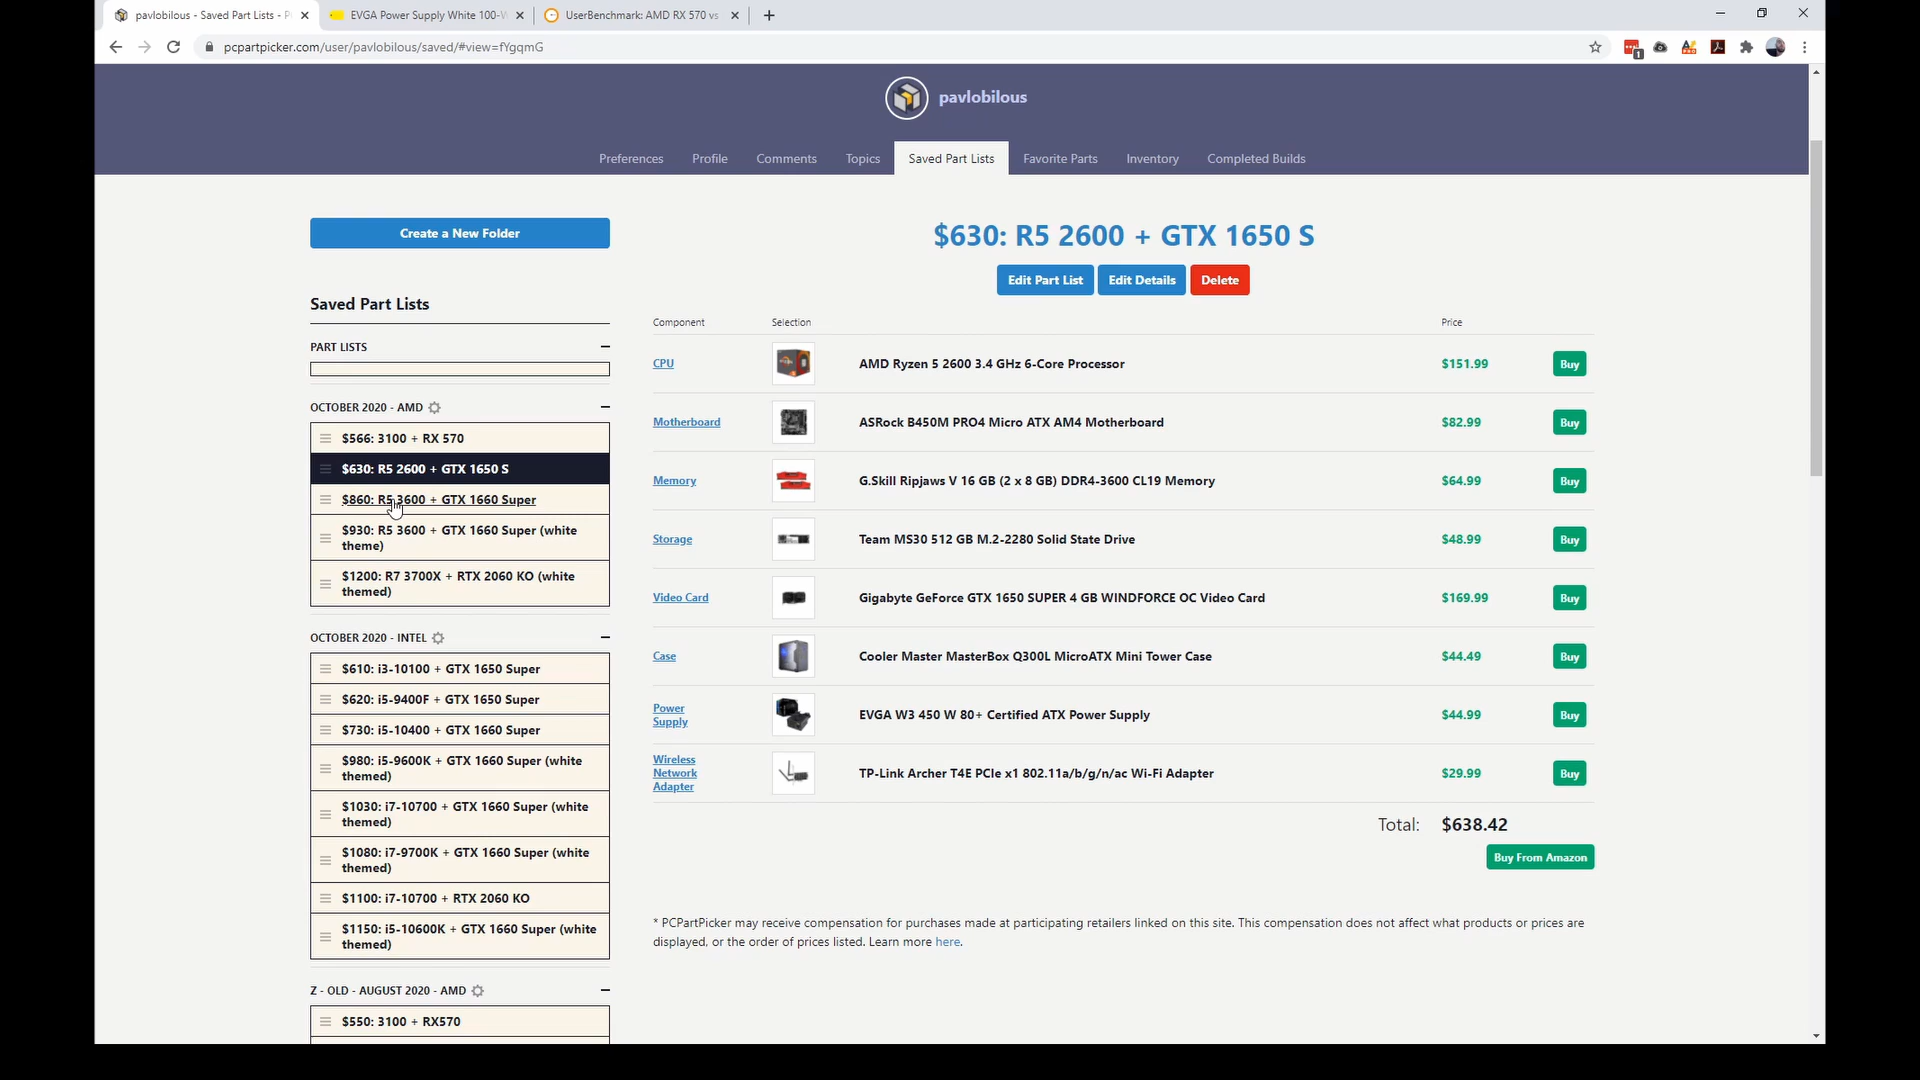 pavlobilous - Saved Part Lists - P
EVGA Power Supply White 100-W
UserBenchmark: AMD RX 570 vs
pcpartpicker.com/user/pavlobilous/saved/#view=fYgqmG
1
pavlobilous
Preferences Profile Comments Topics Saved Part Lists Favorite Parts Inventory Completed Builds
Create a New Folder
Saved Part Lists
PART LISTS
OCTOBER 2020 - AMD
$566: 3100 + RX 570
$630: R5 2600 + GTX 1650 S
$860: R5 3600 + GTX 1660 Super
$930: R5 3600 + GTX 1660 Super (white
theme)
$1200: R7 3700X + RTX 2060 KO (white
themed)
OCTOBER 2020 - INTEL
$610: i3-10100 + GTX 1650 Super
$620: i5-9400F + GTX 1650 Super
$730: i5-10400 + GTX 1660 Super
$980: i5-9600K + GTX 1660 Super (white
themed)
$1030: i7-10700 + GTX 1660 Super (white
themed)
$1080: i7-9700K + GTX 1660 Super (white
themed)
$1100: i7-10700 + RTX 2060 KO
$1150: i5-10600K + GTX 1660 Super (white
themed)
Z - OLD - AUGUST 2020 - AMD
$550: 3100 + RX570
$630: R5 2600 + GTX 1650 S
Edit Part List Edit Details Delete
Component Selection Price
CPU AMD Ryzen 5 2600 3.4 GHz 6-Core Processor $151.99 Buy
Motherboard ASRock B450M PRO4 Micro ATX AM4 Motherboard $82.99 Buy
Memory G.Skill Ripjaws V 16 GB (2 x 8 GB) DDR4-3600 CL19 Memory $64.99 Buy
Storage Team MS30 512 GB M.2-2280 Solid State Drive $48.99 Buy
Video Card Gigabyte GeForce GTX 1650 SUPER 4 GB WINDFORCE OC Video Card $169.99 Buy
Case Cooler Master MasterBox Q300L MicroATX Mini Tower Case $44.49 Buy
Power
Supply EVGA W3 450 W 80+ Certified ATX Power Supply $44.99 Buy
Wireless
Network TP-Link Archer T4E PCIe x1 802.11a/b/g/n/ac Wi-Fi Adapter $29.99 Buy
Adapter
Total: $638.42
Buy From Amazon
* PCPartPicker may receive compensation for purchases made at participating retailers linked on this site. This compensation does not affect what products or prices are
displayed, or the order of prices listed. Learn more here.